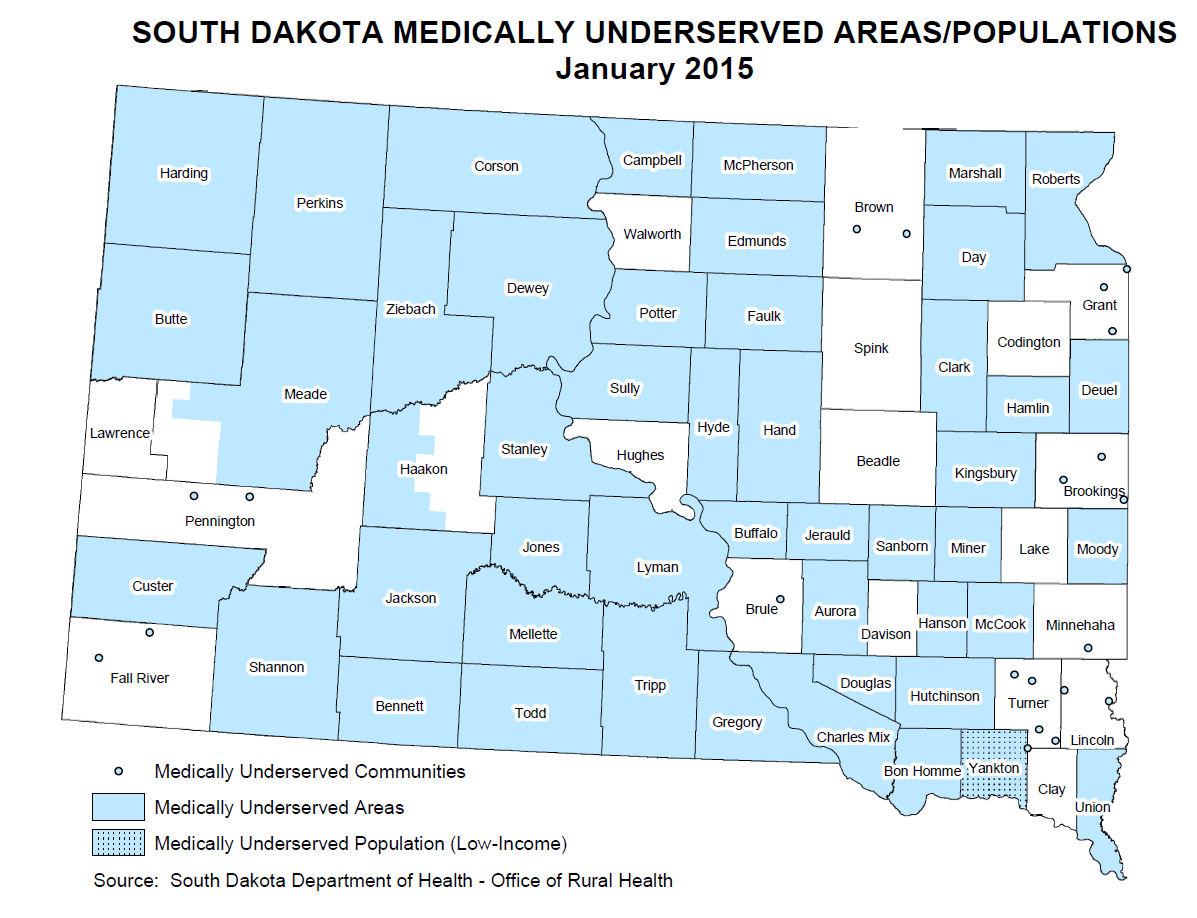 SOUTH DAKOTA MEDICALLY UNDERSERVED AREAS/POPULATIONS
January 2015
Harding
Perkins
Corson
Campbell
McPherson
Brown
Marshall
Roberts
Walworth
Edmunds
Day
Butte
Ziebach
Dewey
Potter
Faulk
Spink
Grant
Codington
Clark
Meade
Sully
Hamlin
Deuel
Lawrence
Haakon
Stanley
Hughes
Hyde
Hand
Beadle
Kingsbury
Brookings
Pennington
Jones
Lyman
Buffalo
Jerauld
Sanborn
Miner
Lake
Moody
Custer
Jackson
Mellette
Brule
Aurora
Davison
Hanson
McCook
Minnehaha
Fall River
Shannon
Bennett
Todd
Tripp
Gregory
Douglas
Charles Mix
Hutchinson
Turner
Lincoln
Bon Homme
Yankton
Clay
Union
Medically Underserved Communities
Medically Underserved Areas
Medically Underserved Population (Low-Income)
Source: South Dakota Department of Health - Office of Rural Health